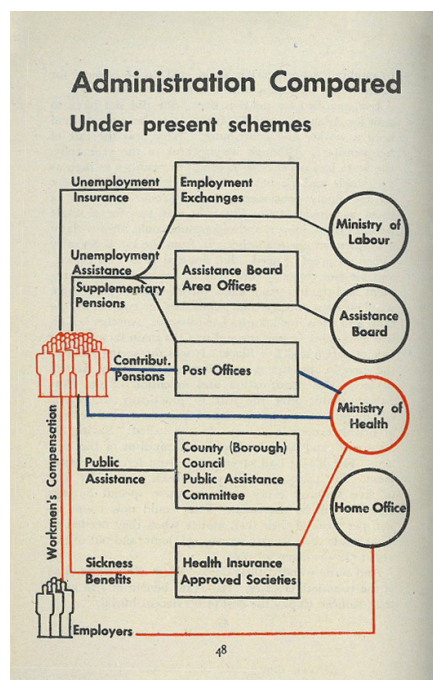 Administration Compared
Under present schemes
Unemployment
Insurance
Employment
Exchanges
Ministry of
Labour
Unemployment
Assistance
Supplementary
Pensions
Assistance Board
Area Offices
Assistance
Board
Contribut.
Pensions
Post Offices
Ministry of
Health
Workmen's Compensation
Public
Assistance
County (Borough)
Council
Public Assistance
Committee
Home Office
Sickness
Benefits
Health Insurance
Approved Societies
Employers
48